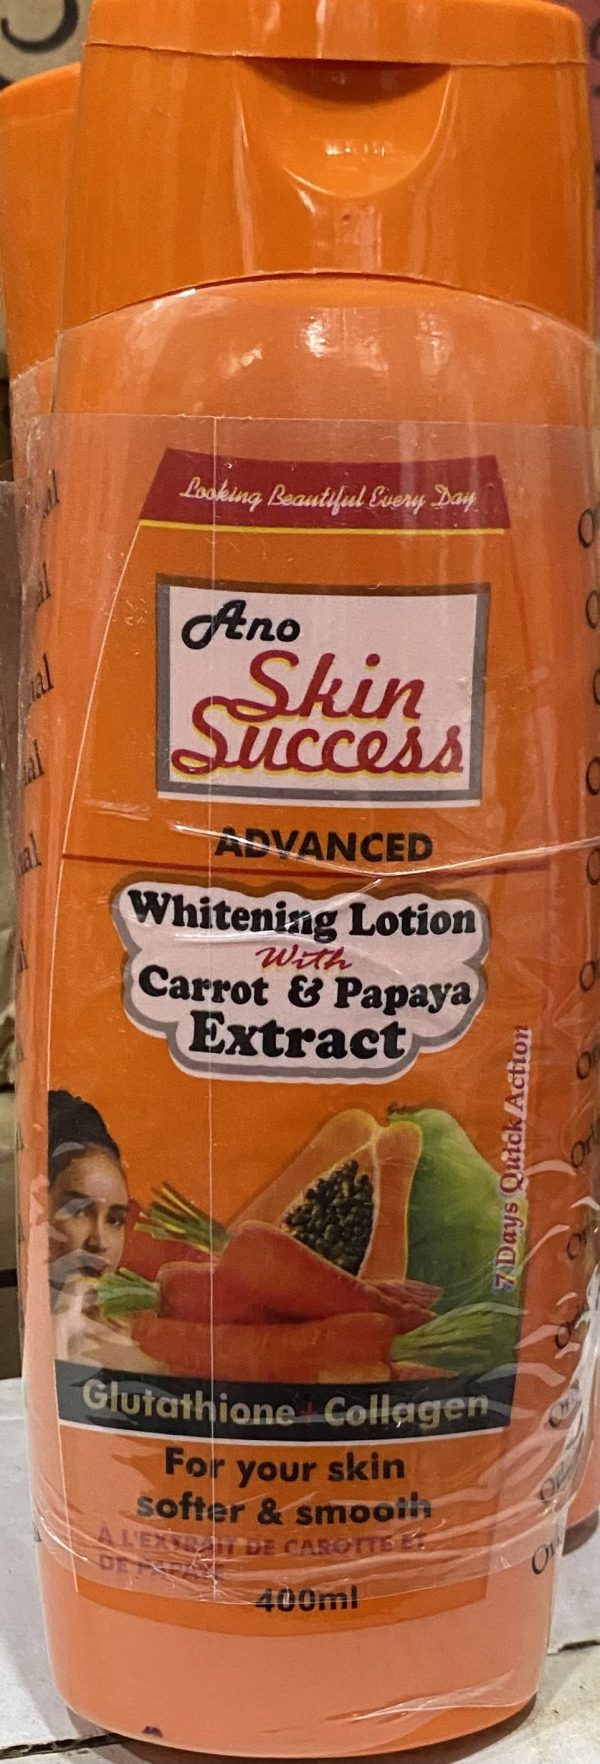 Looking Beautiful Every Day
Ano
Skin
Success
ADVANCED
Whitening Lotion
With
Carrot & Papaya
Extract
7 Days Quick Action
Glutathione + Collagen
For your skin
softer & smooth
À L'EXTRAIT DE CAROTTE ET
DE PAPAYE
400ml